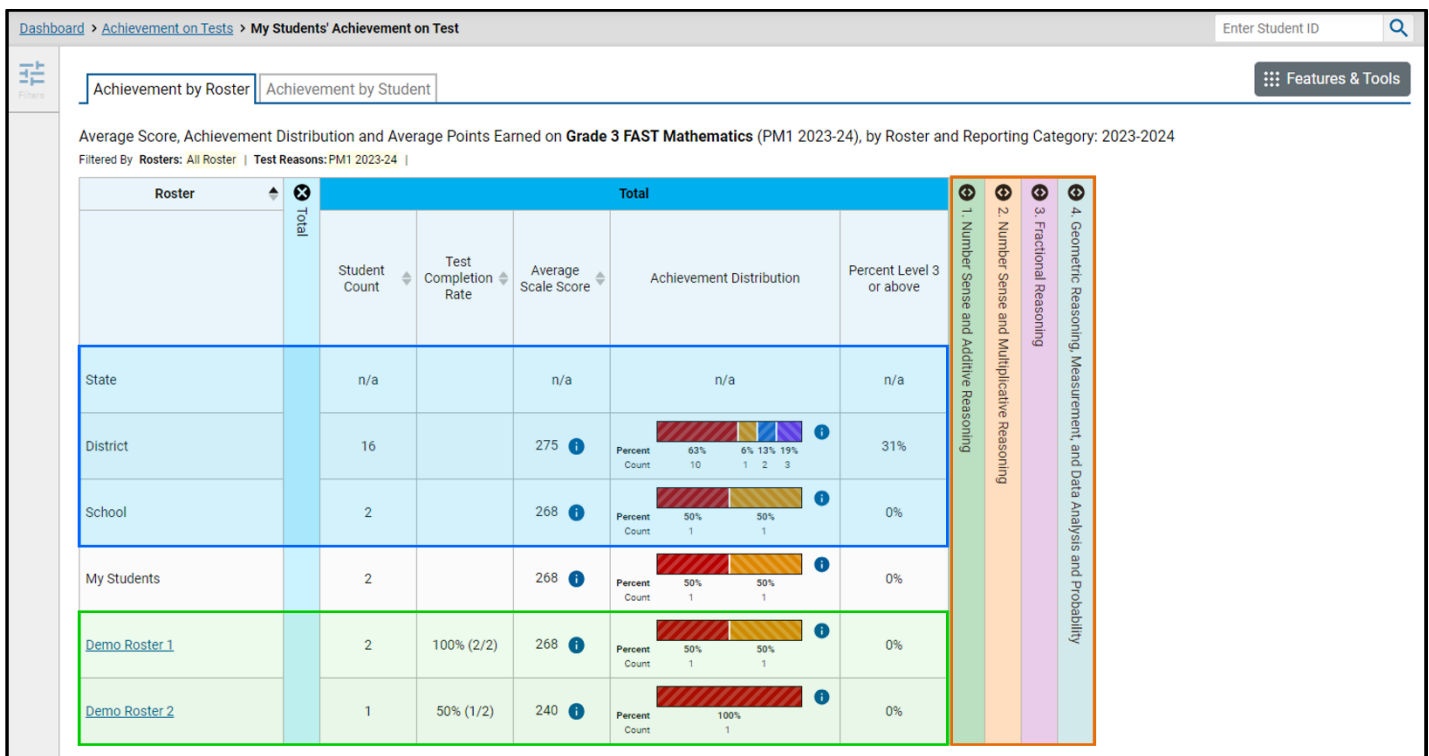 Dashboard > Achievement on Tests > My Students' Achievement on Test
Enter Student ID
Filters
Achievement by Roster
Achievement by Student
Features & Tools
Average Score, Achievement Distribution and Average Points Earned on Grade 3 FAST Mathematics (PM1 2023-24), by Roster and Reporting Category: 2023-2024
Filtered By Rosters: All Roster | Test Reasons: PM1 2023-24 |
Roster
Total
Total
Student Count
Test Completion Rate
Average Scale Score
Achievement Distribution
Percent Level 3 or above
1. Number Sense and Additive Reasoning
2. Number Sense and Multiplicative Reasoning
3. Fractional Reasoning
4. Geometric Reasoning, Measurement, and Data Analysis and Probability
State n/a n/a n/a n/a
District 16 275 31%
Percent 63% 6% 13% 19%
Count 10 1 2 3
School 2 268 0%
Percent 50% 50%
Count 1 1
My Students 2 268 0%
Percent 50% 50%
Count 1 1
Demo Roster 1 2 100% (2/2) 268 0%
Percent 50% 50%
Count 1 1
Demo Roster 2 1 50% (1/2) 240 0%
Percent 100%
Count 1